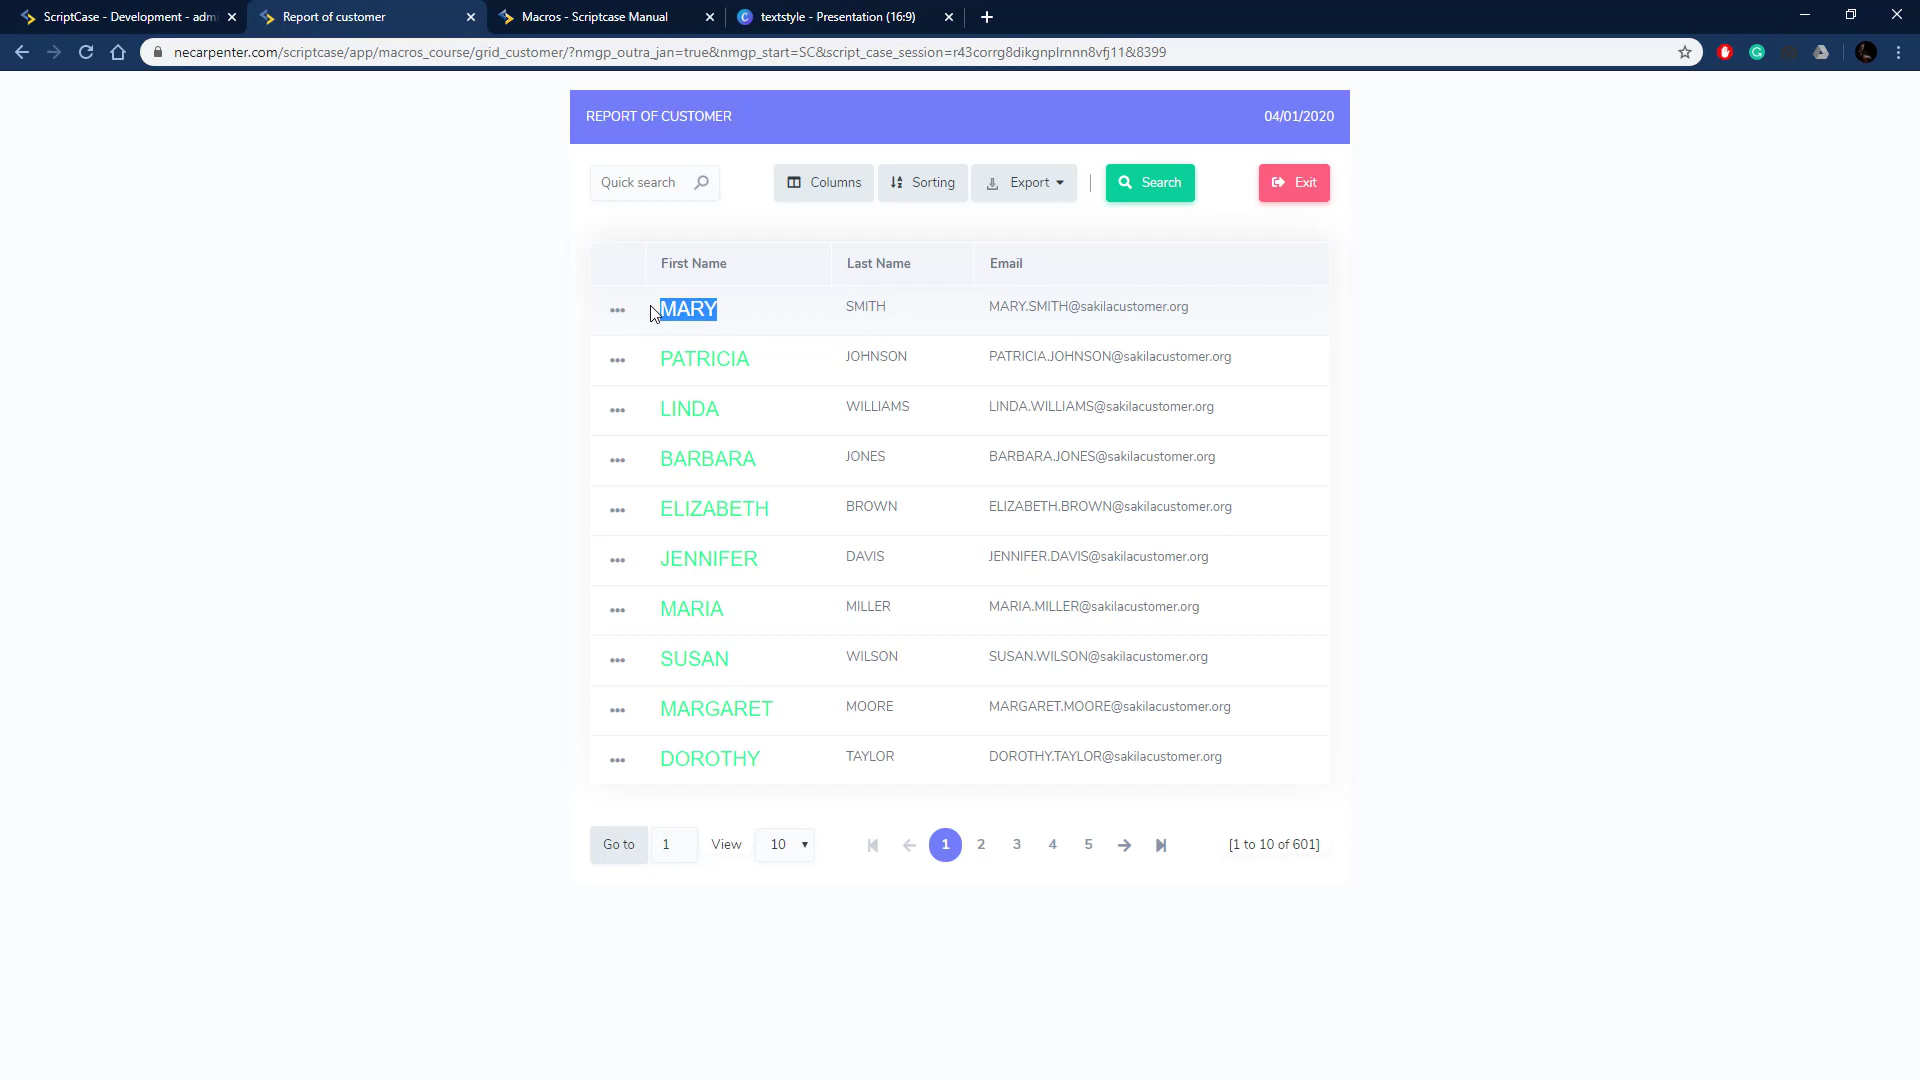 ScriptCase - Development - admi
Report of customer
Macros - Scriptcase Manual
textstyle - Presentation (16:9)
necarpenter.com/scriptcase/app/macros_course/grid_customer/?nmgp_outra_jan=true&nmgp_start=SC&script_case_session=r43corrg8dikgnplrnnn8vfj11&8399
REPORT OF CUSTOMER 04/01/2020
Quick search Columns Sorting Export | Search Exit
First Name Last Name Email
MARY SMITH MARY.SMITH@sakilacustomer.org
PATRICIA JOHNSON PATRICIA.JOHNSON@sakilacustomer.org
LINDA WILLIAMS LINDA.WILLIAMS@sakilacustomer.org
BARBARA JONES BARBARA.JONES@sakilacustomer.org
ELIZABETH BROWN ELIZABETH.BROWN@sakilacustomer.org
JENNIFER DAVIS JENNIFER.DAVIS@sakilacustomer.org
MARIA MILLER MARIA.MILLER@sakilacustomer.org
SUSAN WILSON SUSAN.WILSON@sakilacustomer.org
MARGARET MOORE MARGARET.MOORE@sakilacustomer.org
DOROTHY TAYLOR DOROTHY.TAYLOR@sakilacustomer.org
Go to 1 View 10 1 2 3 4 5 [1 to 10 of 601]